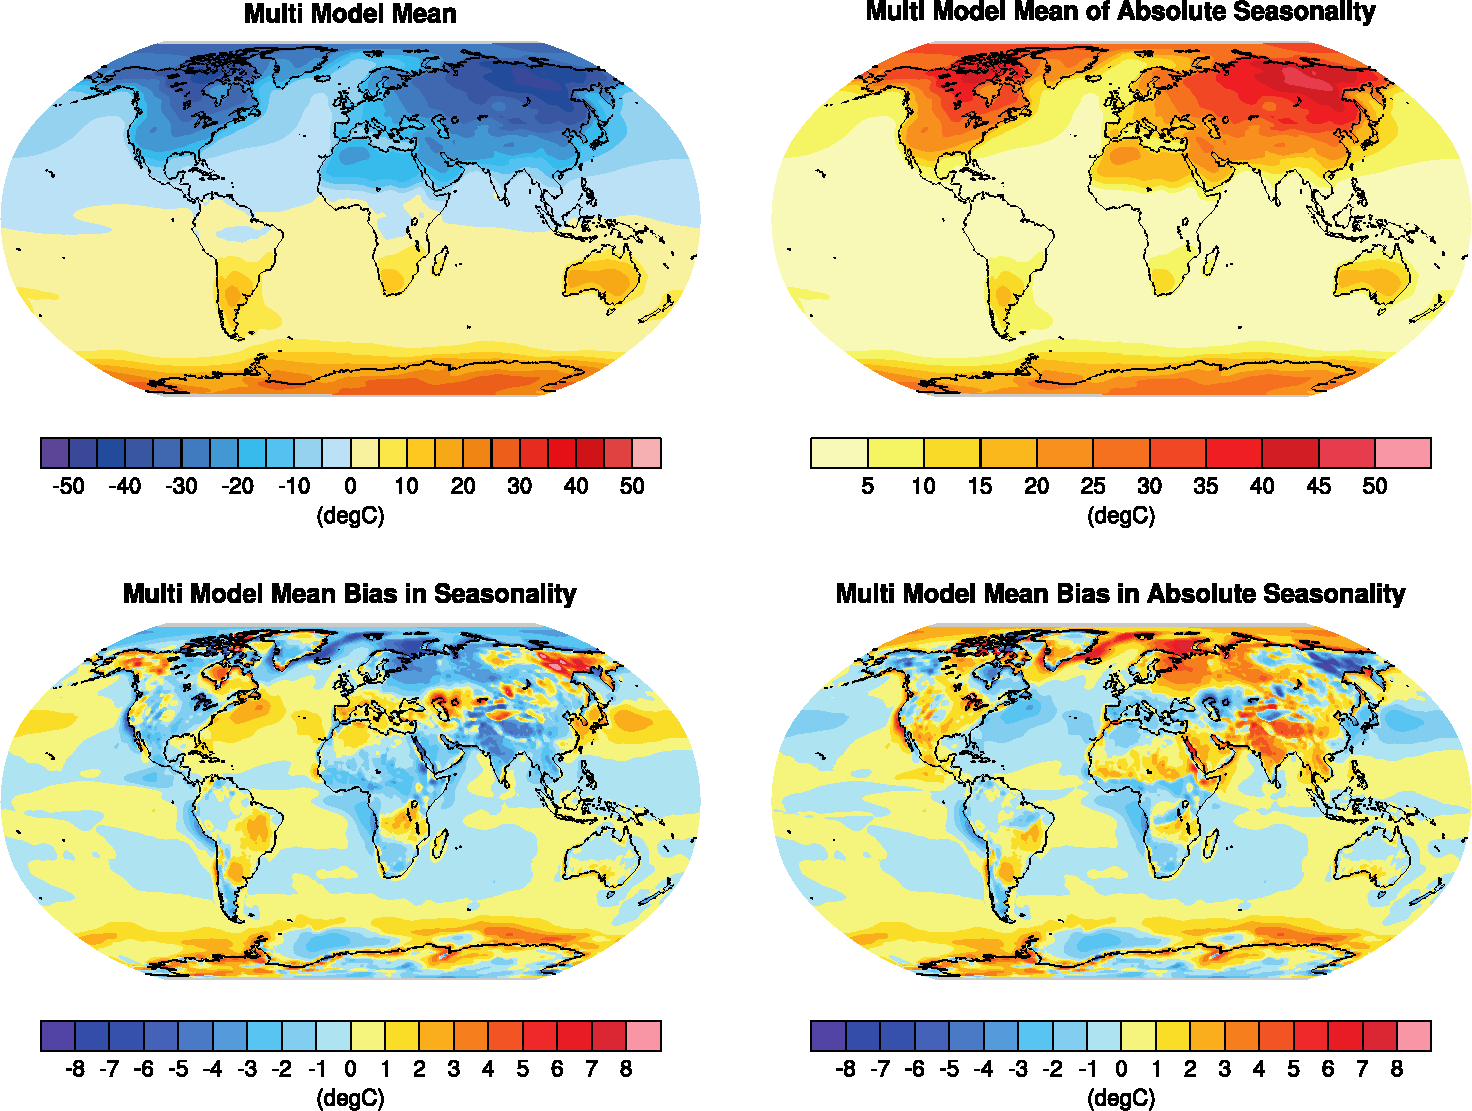 Multi Model Mean
Multi Model Mean of Absolute Seasonality
-50 -40 -30 -20 -10 0 10 20 30 40 50
(degC)
5 10 15 20 25 30 35 40 45 50
(degC)
Multi Model Mean Bias in Seasonality
Multi Model Mean Bias in Absolute Seasonality
-8 -7 -6 -5 -4 -3 -2 -1 0 1 2 3 4 5 6 7 8
(degC)
-8 -7 -6 -5 -4 -3 -2 -1 0 1 2 3 4 5 6 7 8
(degC)